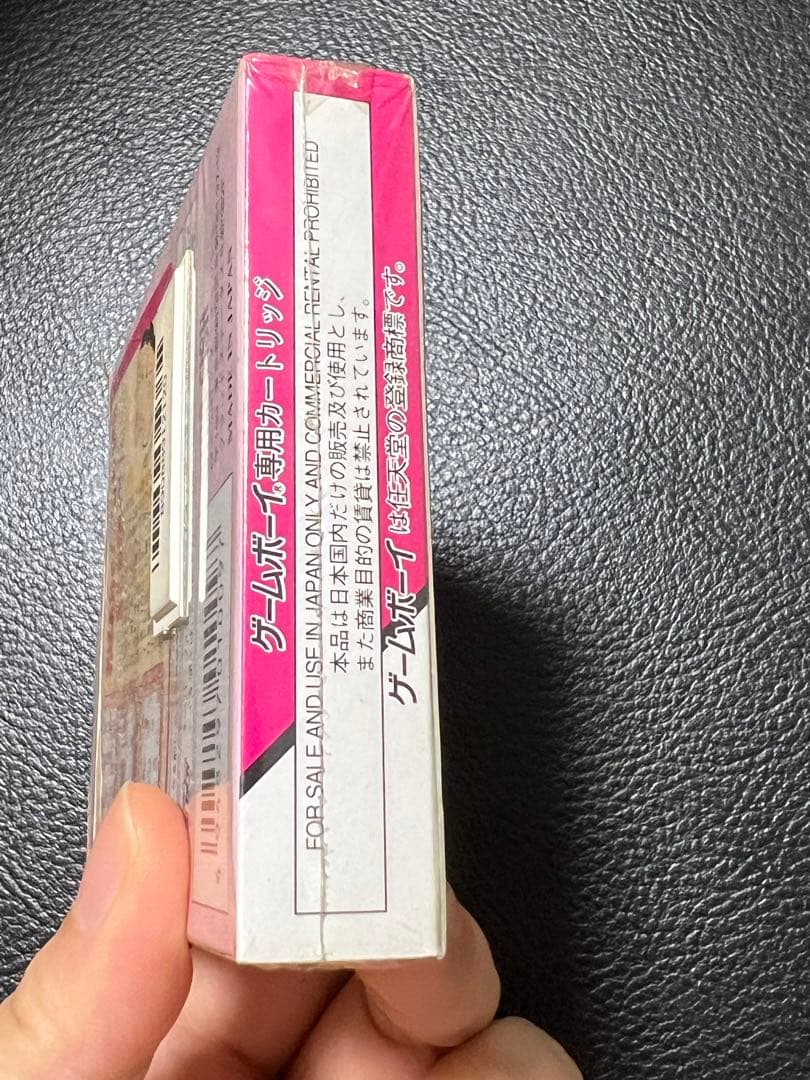 ゲームボーイ®専用カートリッジ
FOR SALE AND USE IN JAPAN ONLY AND COMMERCIAL RENTAL PROHIBITED
本品は日本国内だけの販売及び使用とし、
また商業目的の賃貸は禁止されています。
ゲームボーイは任天堂の登録商標です。
MADE IN JAPAN